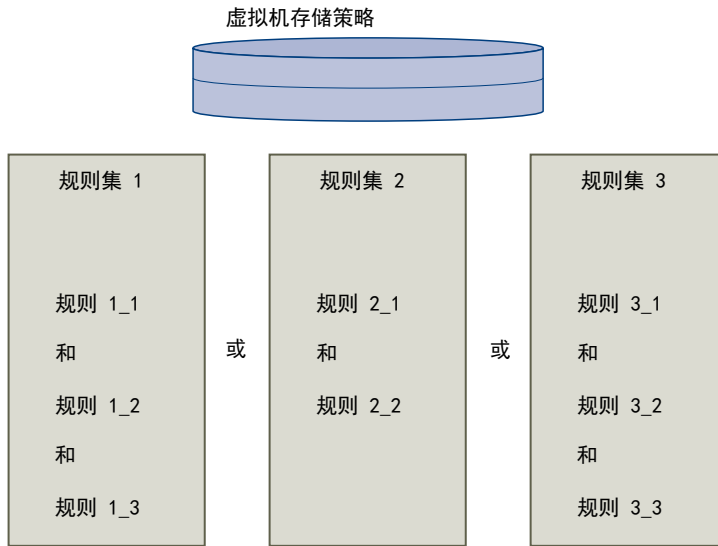 虚拟机存储策略
规则集 1
规则 1_1
和
规则 1_2
和
规则 1_3
或
规则集 2
规则 2_1
和
规则 2_2
或
规则集 3
规则 3_1
和
规则 3_2
和
规则 3_3